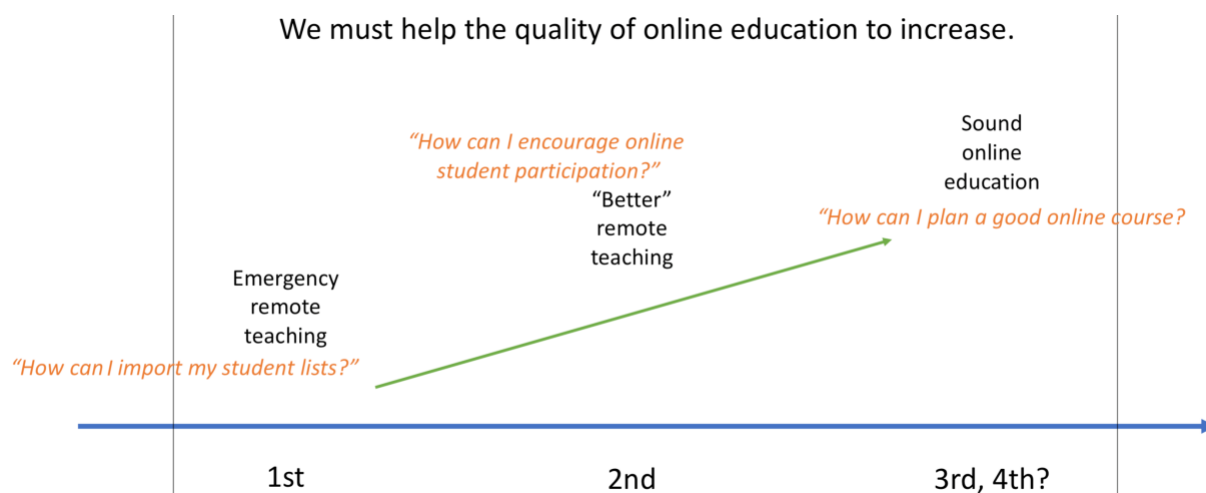 We must help the quality of online education to increase.
“How can I encourage online
student participation?”
“Better”
remote
teaching
Sound
online
education
“How can I plan a good online course?
Emergency
remote
teaching
“How can I import my student lists?”
1st
2nd
3rd, 4th?